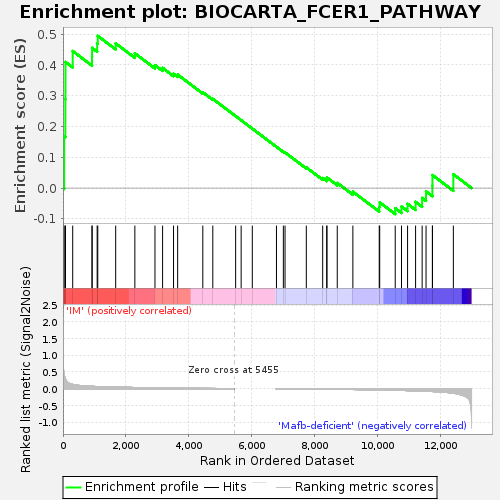 Enrichment plot: BIOCARTA_FCER1_PATHWAY
Enrichment score (ES)
0.5
0.4
0.3
0.2
0.1
0.0
-0.1
'IM' (positively correlated)
Ranked list metric (Signal2Noise)
2.5
2.0
1.5
1.0
0.5
0.0
-0.5
-1.0
Zero cross at 5455
'Mafb-deficient' (negatively correlated)
0
2,000
4,000
6,000
8,000
10,000
12,000
Rank in Ordered Dataset
Enrichment profile
Hits
Ranking metric scores